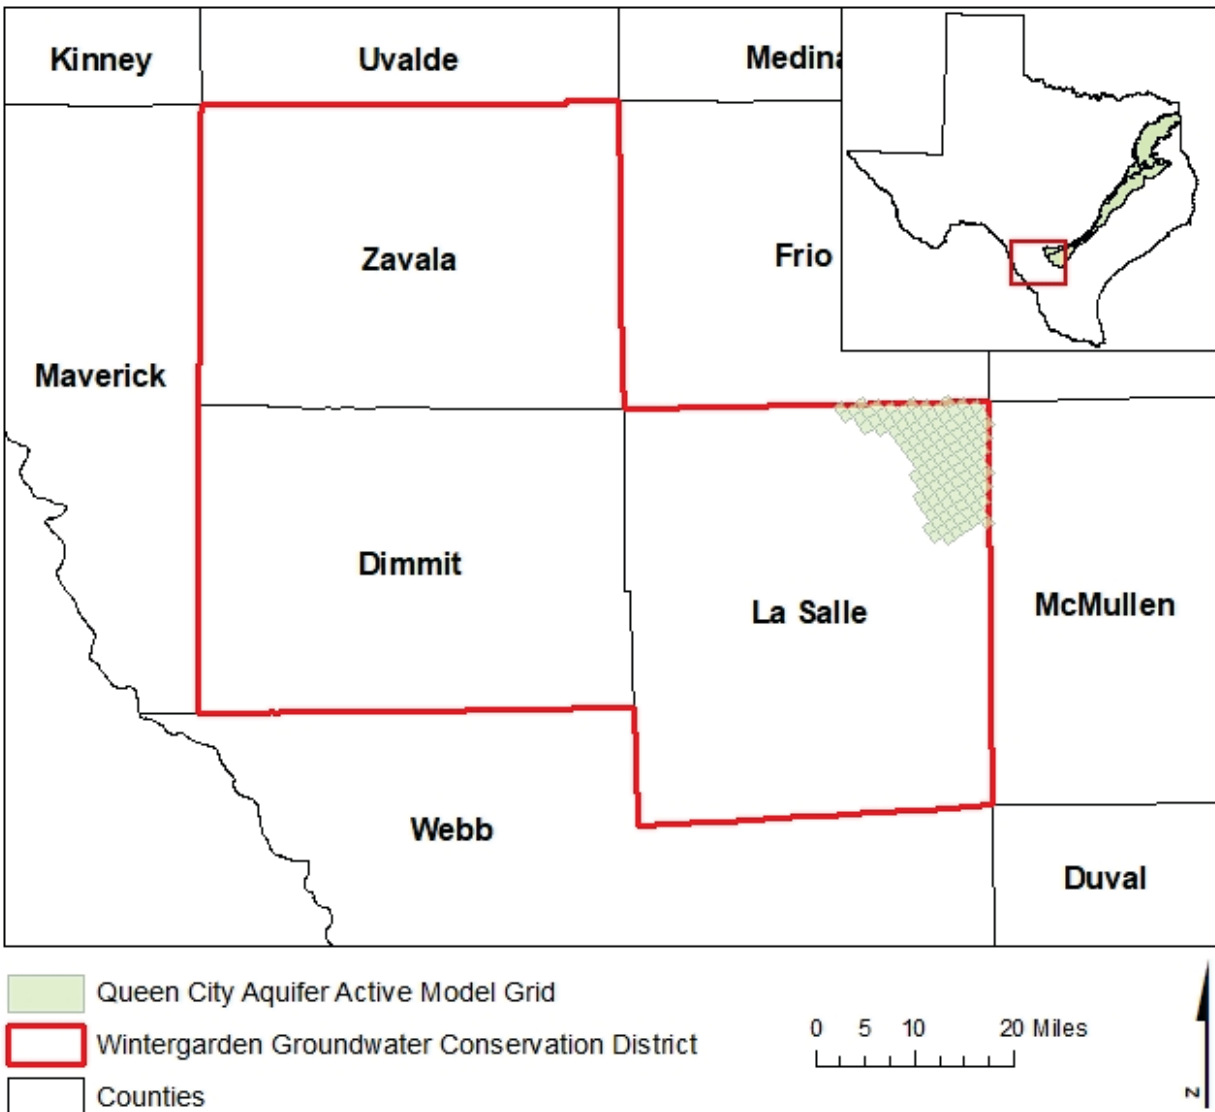 Kinney
Uvalde
Medina
Zavala
Frio
Maverick
Dimmit
La Salle
McMullen
Webb
Duval
Queen City Aquifer Active Model Grid
Wintergarden Groundwater Conservation District
Counties
0 5 10 20 Miles
N